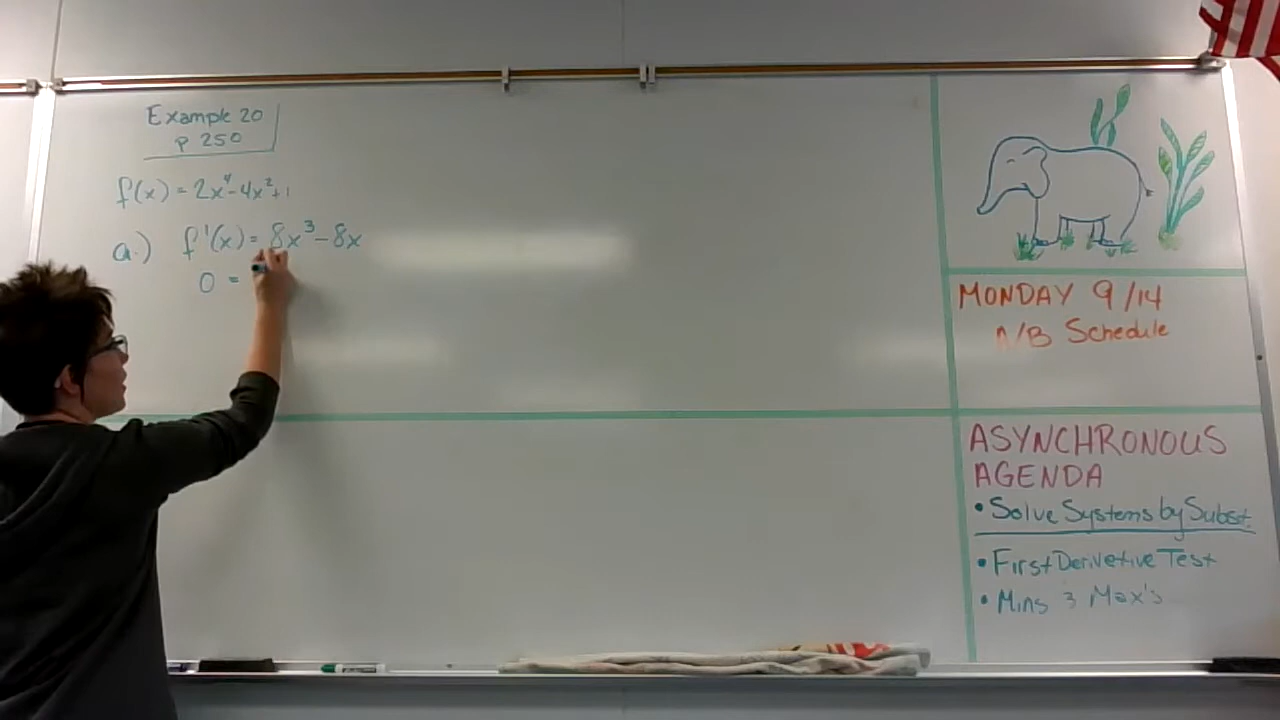 Example 20
p 250
f(x) = 2x⁴-4x²+1
a.) f'(x) = 8x³-8x
0 =
MONDAY 9/14
A/B Schedule
ASYNCHRONOUS
AGENDA
• Solve Systems by Subst.
• First Derivetive Test
• Mins & Max's